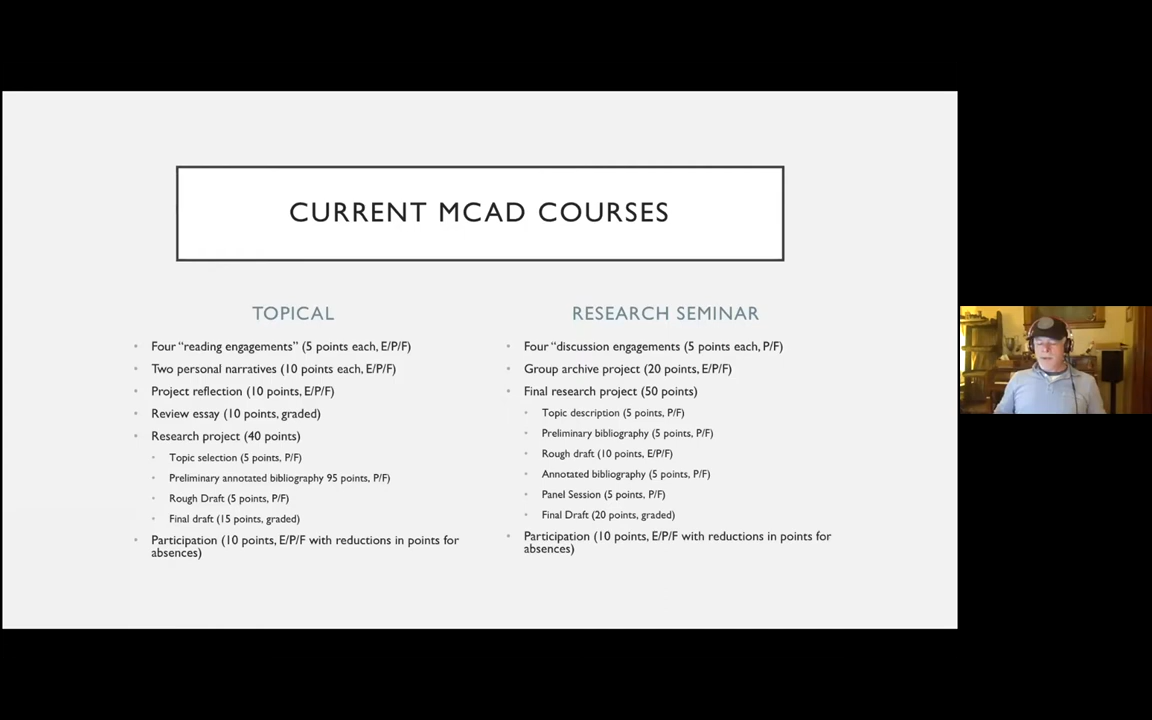 CURRENT MCAD COURSES
TOPICAL
Four “reading engagements” (5 points each, E/P/F)
Two personal narratives (10 points each, E/P/F)
Project reflection (10 points, E/P/F)
Review essay (10 points, graded)
Research project (40 points)
Topic selection (5 points, P/F)
Preliminary annotated bibliography 95 points, P/F)
Rough Draft (5 points, P/F)
Final draft (15 points, graded)
Participation (10 points, E/P/F with reductions in points for
absences)
RESEARCH SEMINAR
Four “discussion engagements (5 points each, P/F)
Group archive project (20 points, E/P/F)
Final research project (50 points)
Topic description (5 points, P/F)
Preliminary bibliography (5 points, P/F)
Rough draft (10 points, E/P/F)
Annotated bibliography (5 points, P/F)
Panel Session (5 points, P/F)
Final Draft (20 points, graded)
Participation (10 points, E/P/F with reductions in points for
absences)